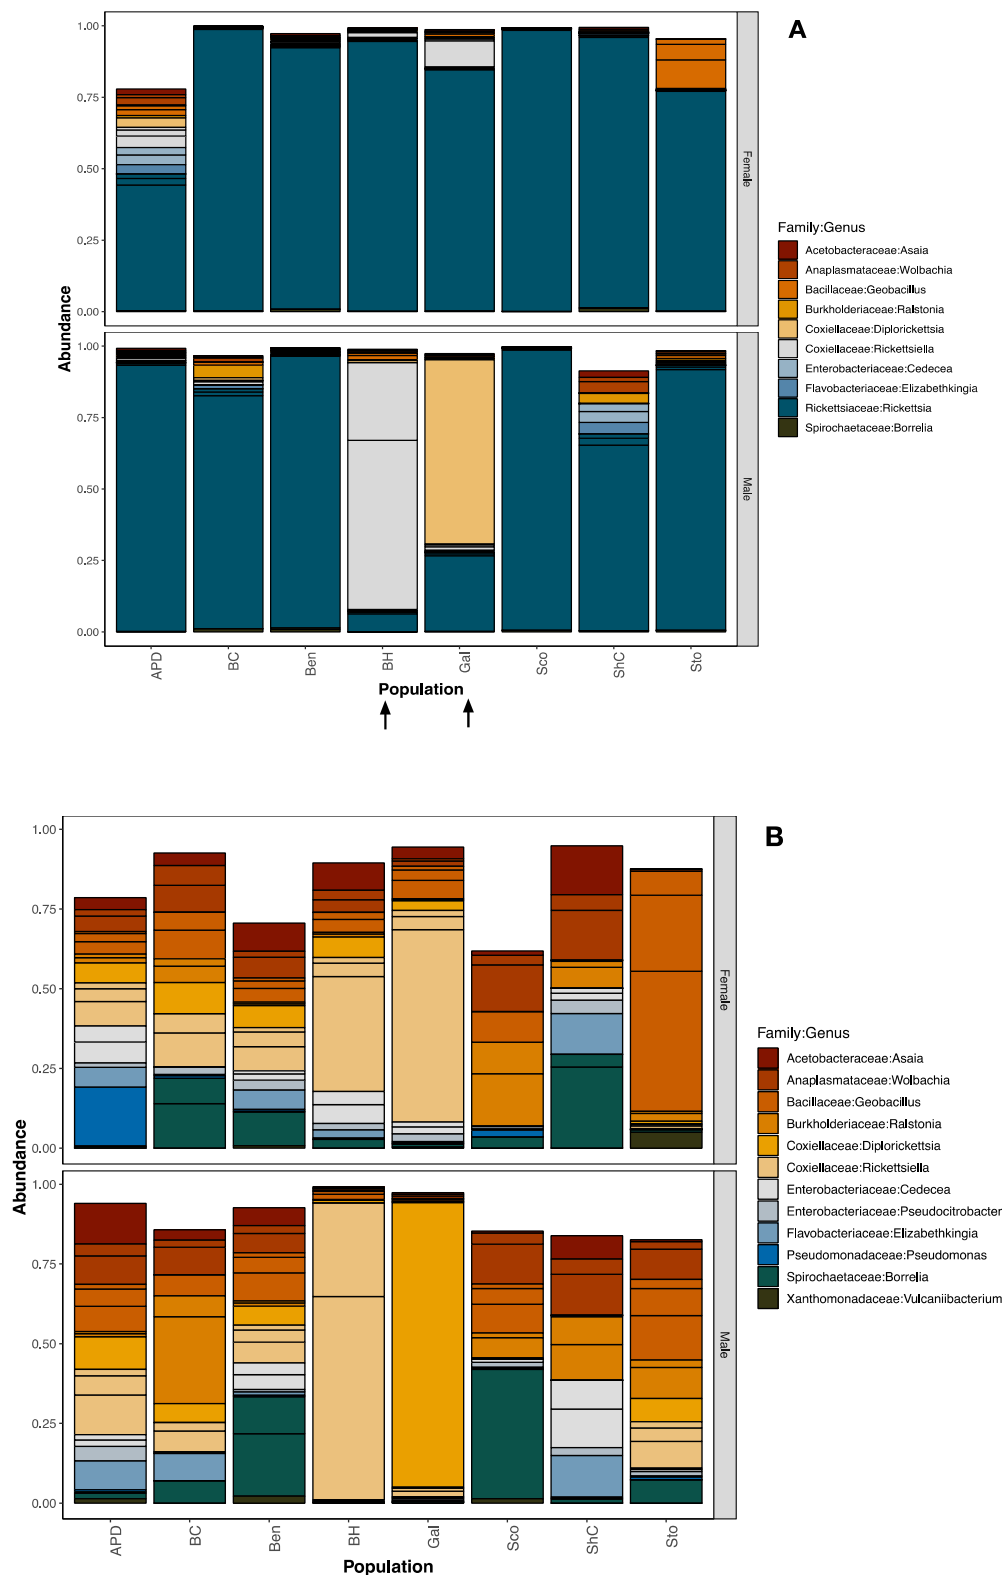 A
1.00
0.75
0.50
0.25
0.00
Female
1.00
0.75
0.50
0.25
0.00
Male
Abundance
APD
BC
Ben
BH
Gal
Sco
ShC
Sto
Population
Family:Genus
Acetobacteraceae:Asaia
Anaplasmataceae:Wolbachia
Bacillaceae:Geobacillus
Burkholderiaceae:Ralstonia
Coxiellaceae:Diplorickettsia
Coxiellaceae:Rickettsiella
Enterobacteriaceae:Cedecea
Flavobacteriaceae:Elizabethkingia
Rickettsiaceae:Rickettsia
Spirochaetaceae:Borrelia
B
1.00
0.75
0.50
0.25
0.00
Female
1.00
0.75
0.50
0.25
0.00
Male
Abundance
APD
BC
Ben
BH
Gal
Sco
ShC
Sto
Population
Family:Genus
Acetobacteraceae:Asaia
Anaplasmataceae:Wolbachia
Bacillaceae:Geobacillus
Burkholderiaceae:Ralstonia
Coxiellaceae:Diplorickettsia
Coxiellaceae:Rickettsiella
Enterobacteriaceae:Cedecea
Enterobacteriaceae:Pseudocitrobacter
Flavobacteriaceae:Elizabethkingia
Pseudomonadaceae:Pseudomonas
Spirochaetaceae:Borrelia
Xanthomonadaceae:Vulcaniibacterium